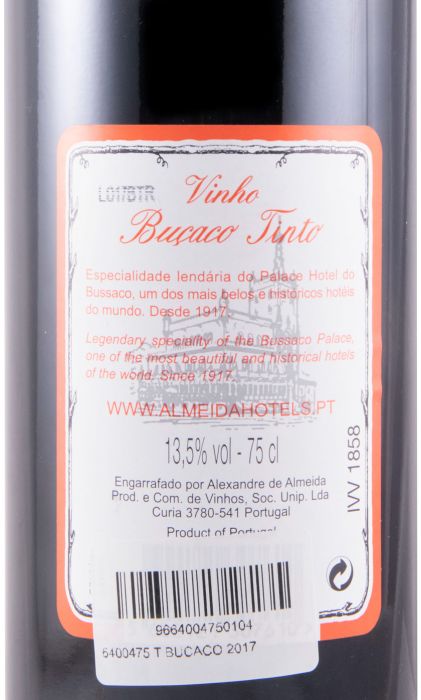 L017BTR
Vinho
Buçaco Tinto
Especialidade lendária do Palace Hotel do
Bussaco, um dos mais belos e históricos hotéis
do mundo. Desde 1917.
Legendary speciality of the Bussaco Palace,
one of the most beautiful and historical hotels
of the world. Since 1917.
WWW.ALMEIDAHOTELS.PT
13,5% vol - 75 cl
Engarrafado por Alexandre de Almeida
Prod. e Com. de Vinhos, Soc. Unip. Lda
Curia 3780-541 Portugal
Product of Portugal
IVV 1858
9664004750104
6400475 T BUCACO 2017